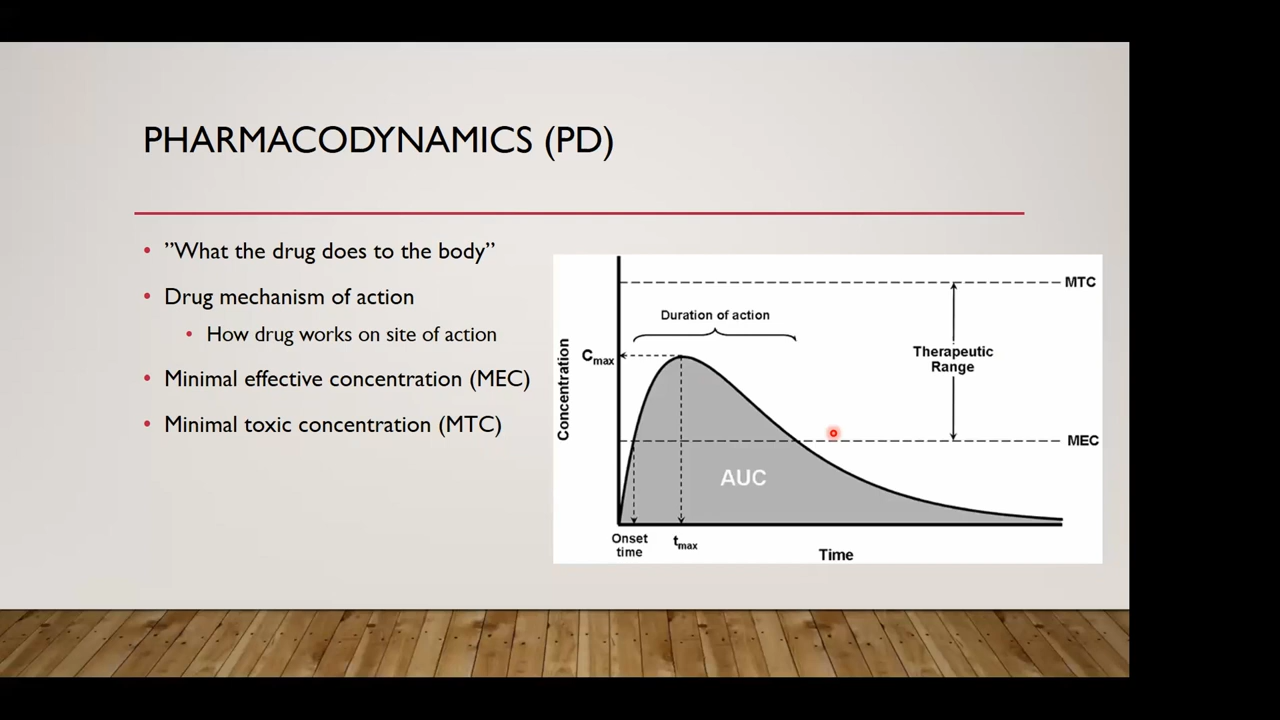 PHARMACODYNAMICS (PD)
• ”What the drug does to the body”
• Drug mechanism of action
• How drug works on site of action
• Minimal effective concentration (MEC)
• Minimal toxic concentration (MTC)
MTC
Duration of action
Cmax
Therapeutic
Range
Concentration
MEC
AUC
Onset
time
tmax
Time